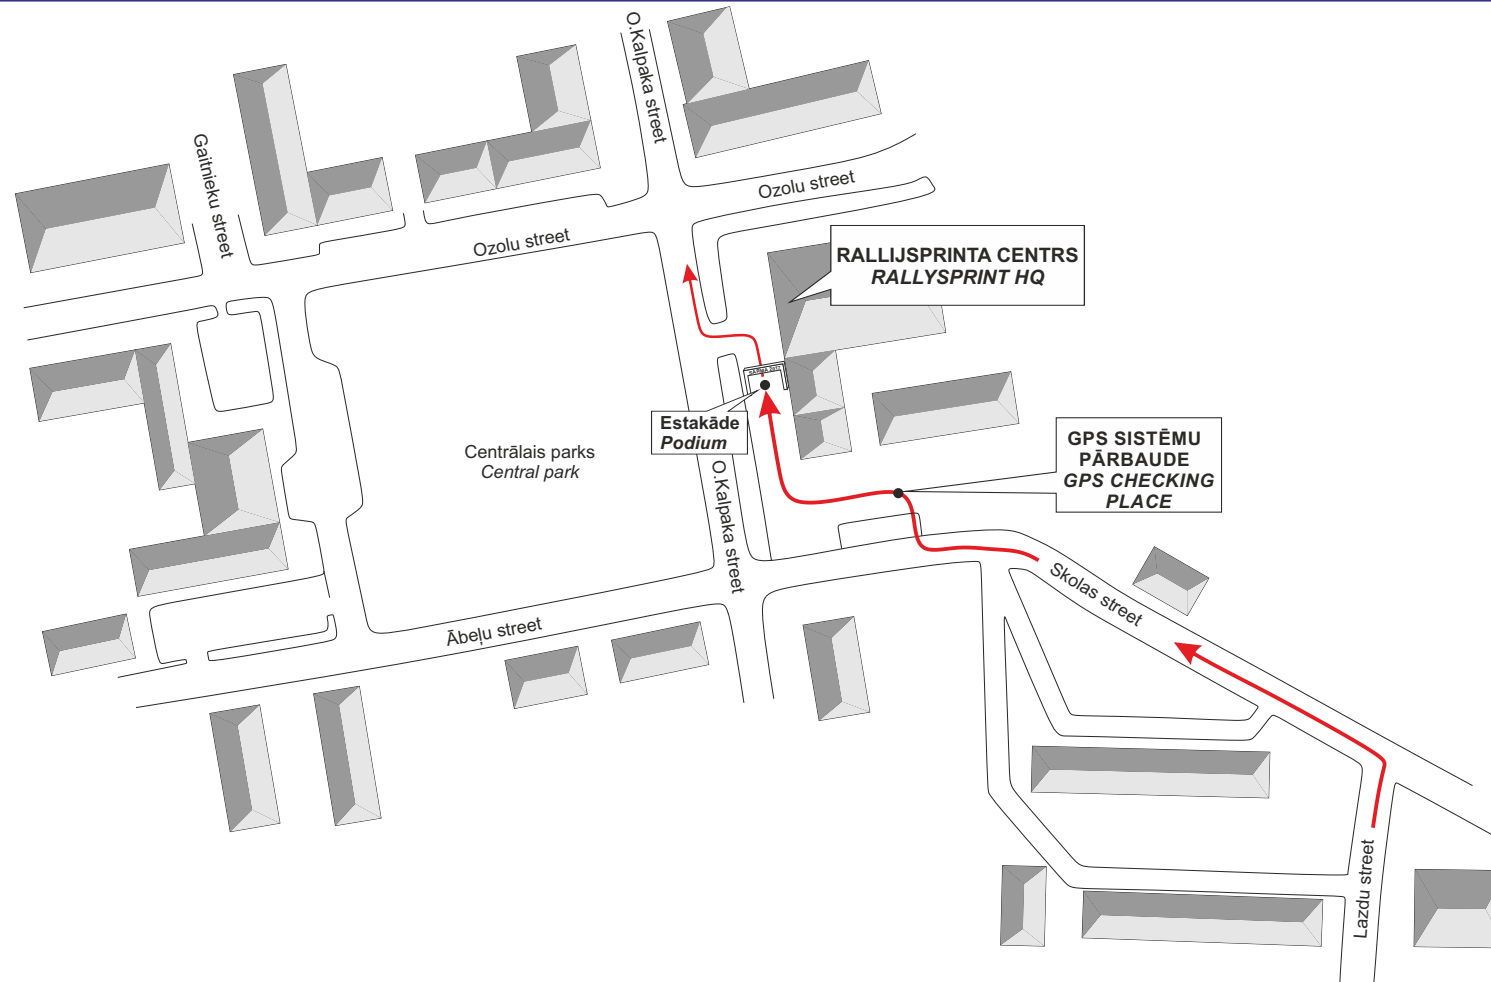 O.Kalpaka street
Gaitnieku street
Ozolu street
Ozolu street
RALLIJSPRINTA CENTRS
RALLYSPRINT HQ
Estakāde
Podium
Centrālais parks
Central park
GPS SISTĒMU
PĀRBAUDE
GPS CHECKING
PLACE
O.Kalpaka street
Skolas street
Ābeļu street
Lazdu street